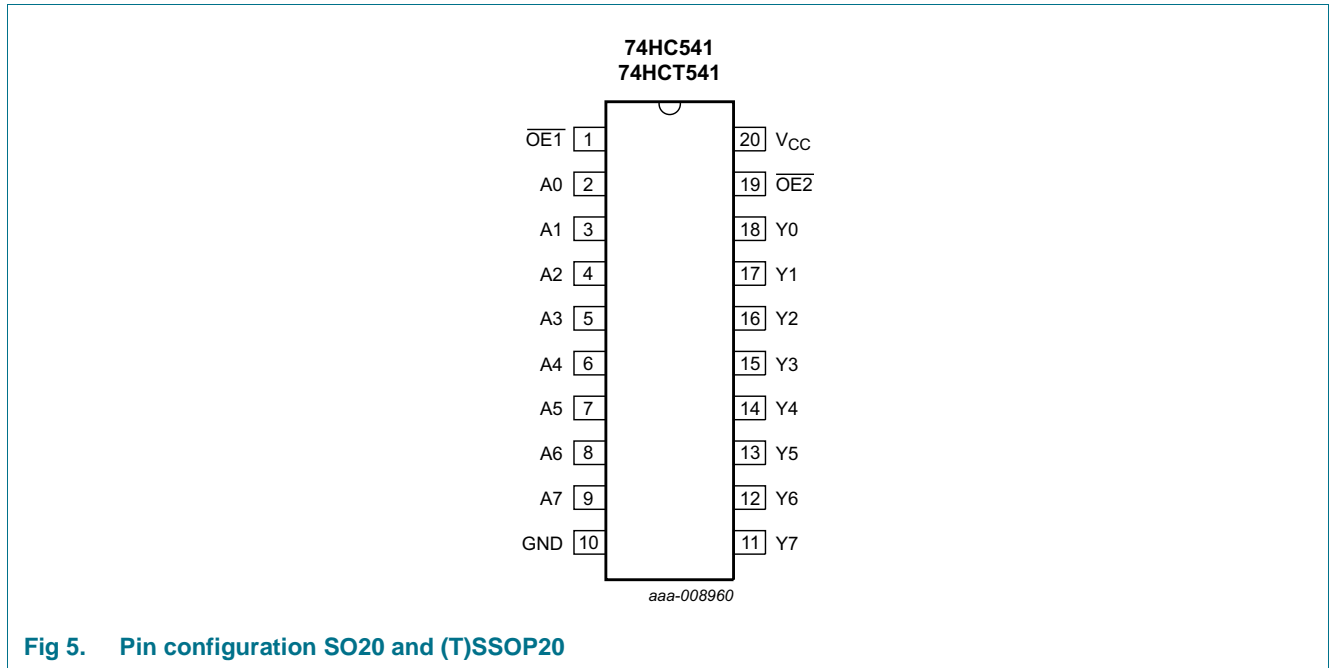 74HC541
74HCT541
O̅E̅1̅ 1 20 VCC
A0 2 19 O̅E̅2̅
A1 3 18 Y0
A2 4 17 Y1
A3 5 16 Y2
A4 6 15 Y3
A5 7 14 Y4
A6 8 13 Y5
A7 9 12 Y6
GND 10 11 Y7
aaa-008960
Fig 5. Pin configuration SO20 and (T)SSOP20